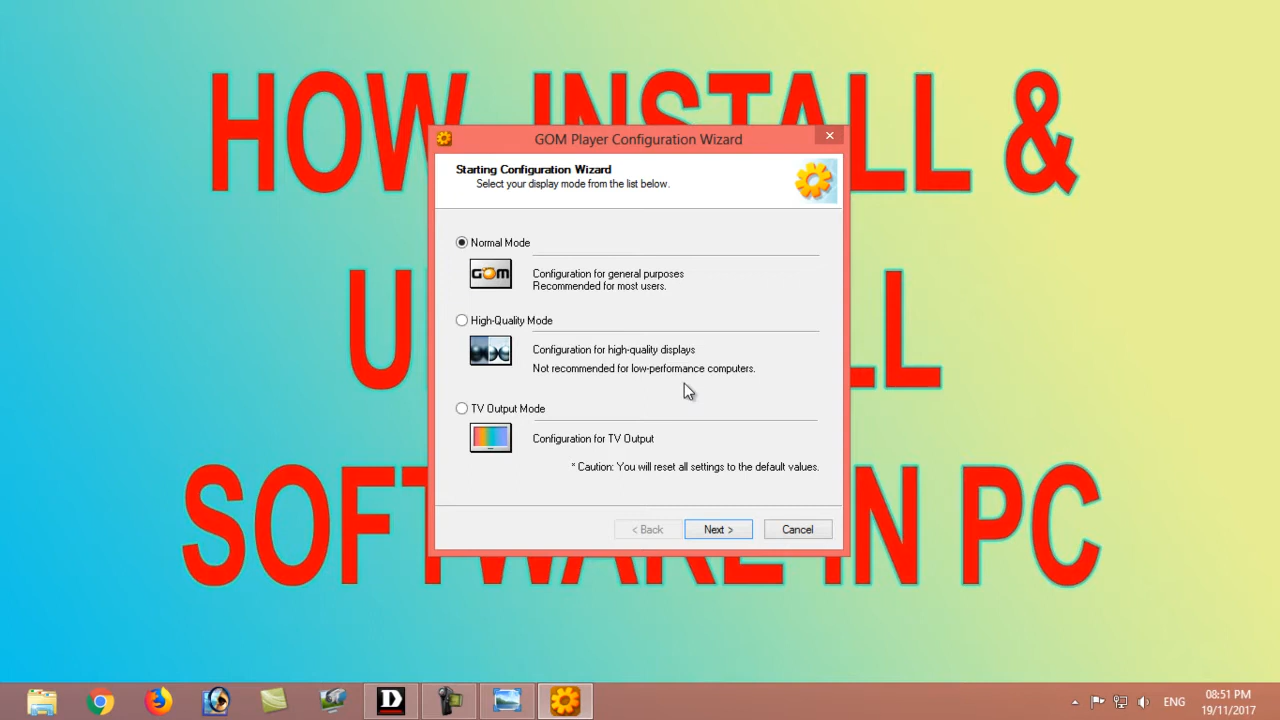 HOW INSTALL &
GOM Player Configuration Wizard
Starting Configuration Wizard
Select your display mode from the list below.
Normal Mode
GOM
Configuration for general purposes
Recommended for most users.
High-Quality Mode
Configuration for high-quality displays
Not recommended for low-performance computers.
TV Output Mode
Configuration for TV Output
* Caution: You will reset all settings to the default values.
< Back
Next >
Cancel
IN PC
D
ENG
08:51 PM
19/11/2017